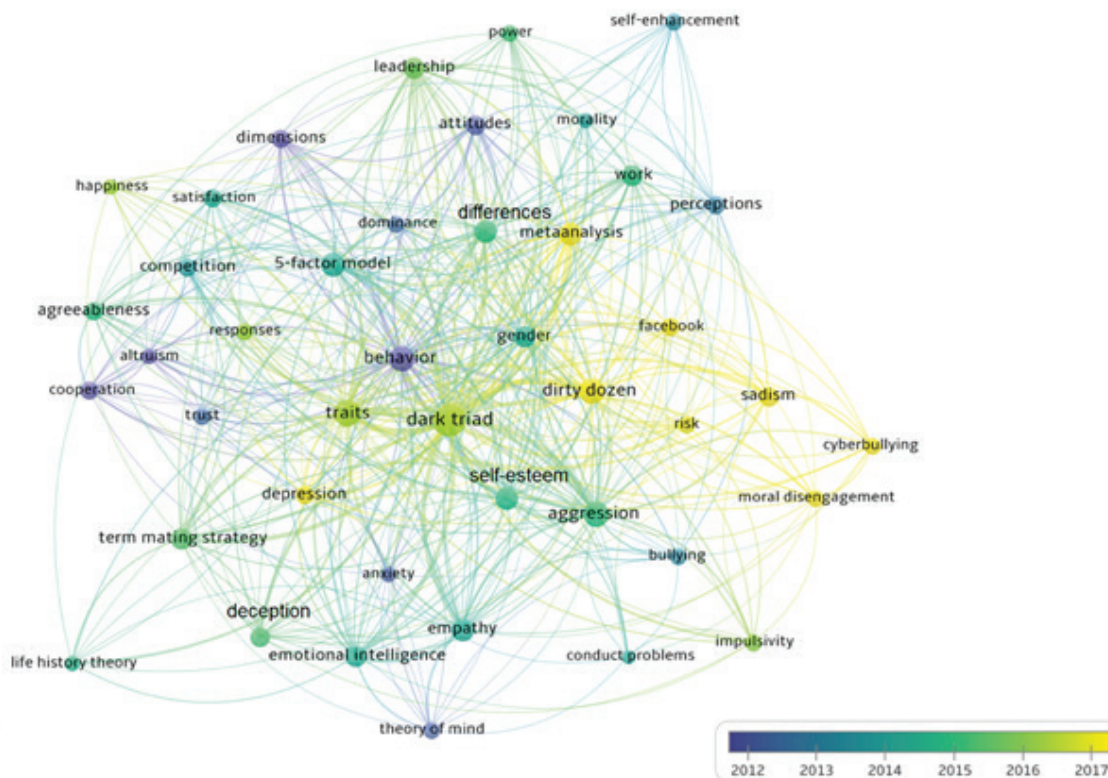 self-enhancement
power
leadership
attitudes
morality
dimensions
work
happiness
satisfaction
perceptions
differences
dominance
metaanalysis
5-factor model
competition
agreeableness
responses
facebook
gender
altruism
behavior
cooperation
dirty dozen
sadism
trust
traits
dark triad
risk
cyberbullying
self-esteem
depression
moral disengagement
aggression
term mating strategy
bullying
anxiety
deception
empathy
impulsivity
emotional intelligence
conduct problems
life history theory
theory of mind
2012 2013 2014 2015 2016 2017